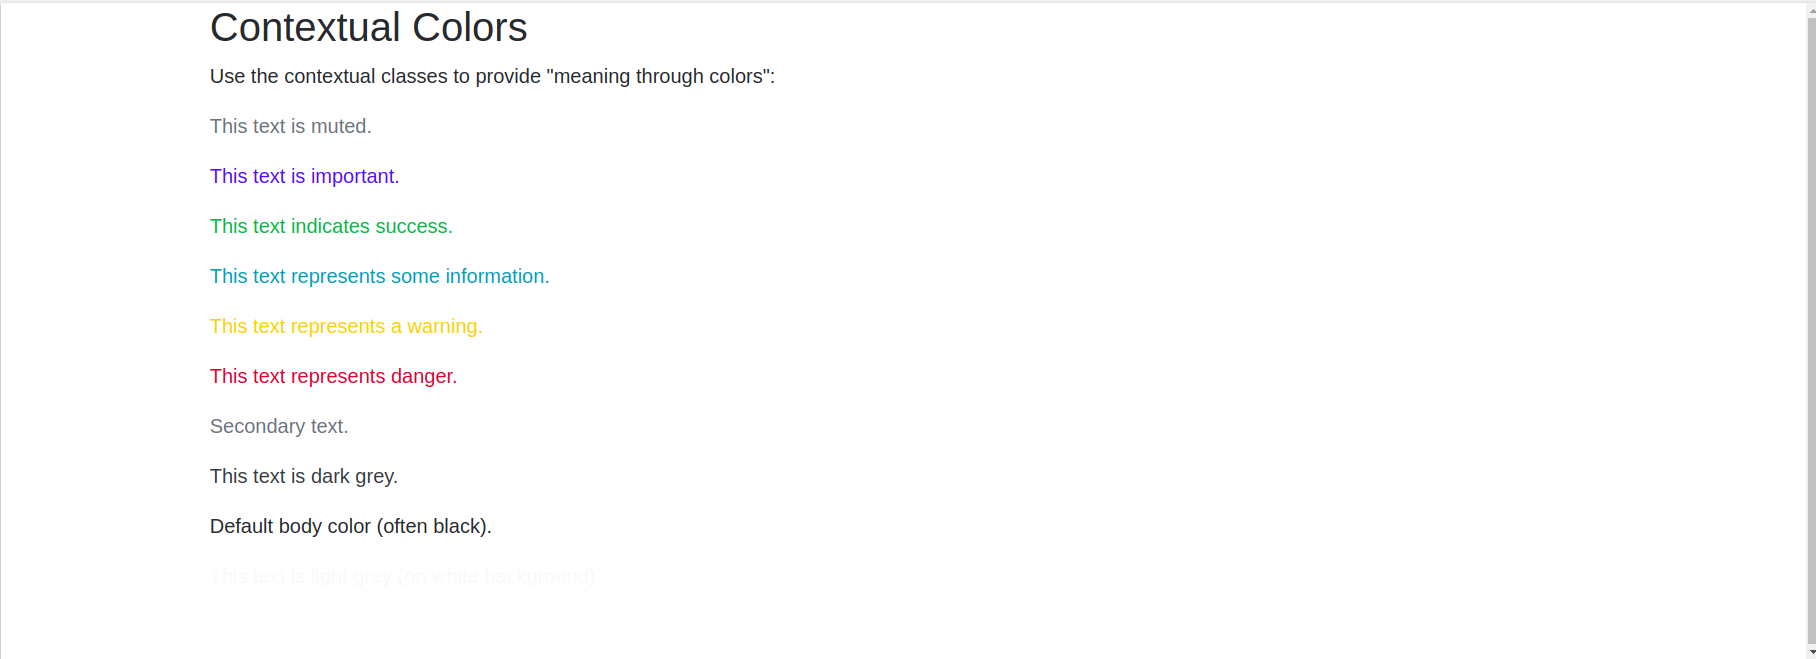 Contextual Colors
Use the contextual classes to provide "meaning through colors":
This text is muted.
This text is important.
This text indicates success.
This text represents some information.
This text represents a warning.
This text represents danger.
Secondary text.
This text is dark grey.
Default body color (often black).
This text is light grey (on white background).